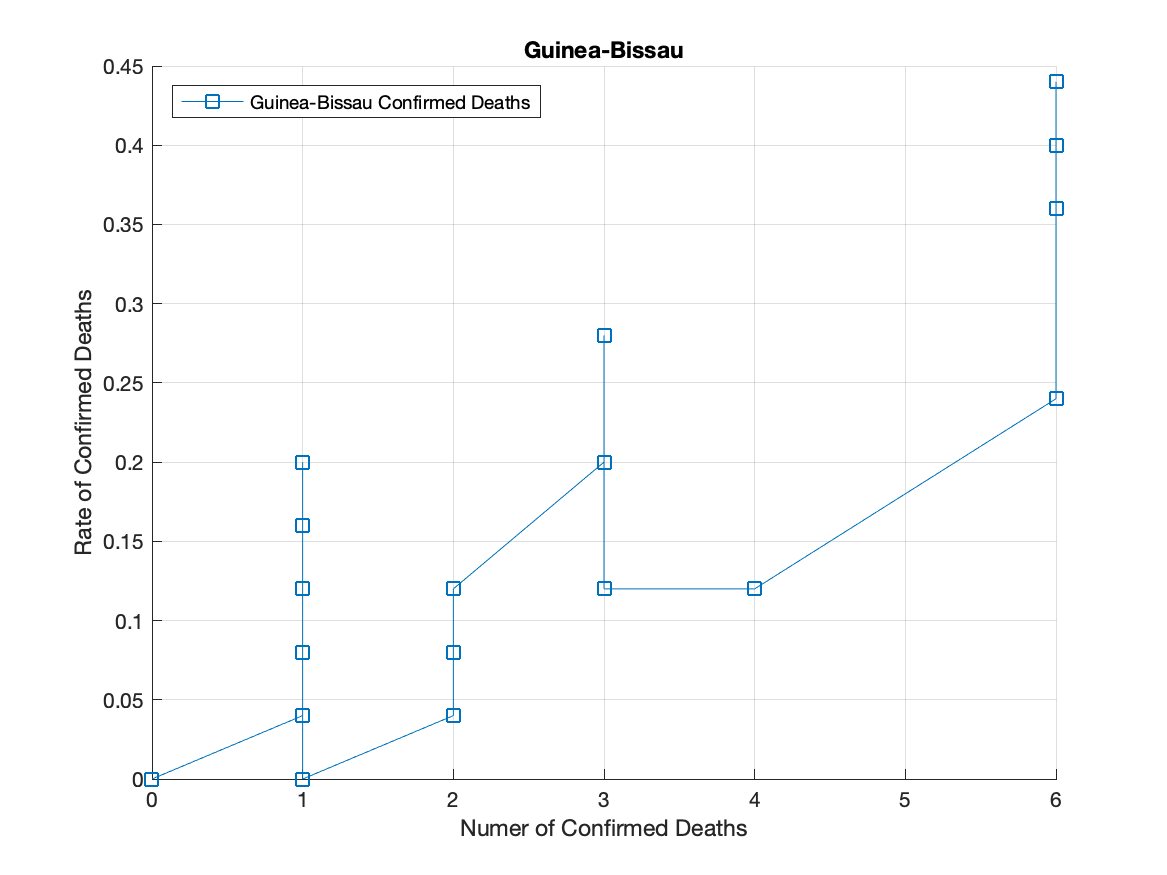 Guinea-Bissau
Guinea-Bissau Confirmed Deaths
0.45
0.4
0.35
0.3
0.25
0.2
0.15
0.1
0.05
0
Rate of Confirmed Deaths
0 1 2 3 4 5 6
Numer of Confirmed Deaths